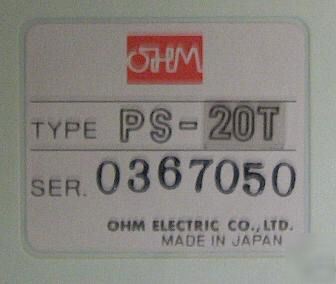 OHM
TYPE PS-20T
SER. 0367050
OHM ELECTRIC CO., LTD.
MADE IN JAPAN